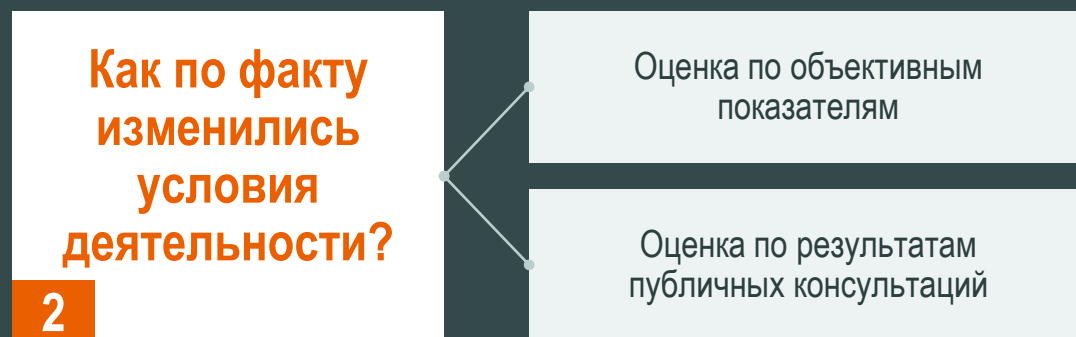 Как по факту
изменились
условия
деятельности?
2
Оценка по объективным
показателям
Оценка по результатам
публичных консультаций